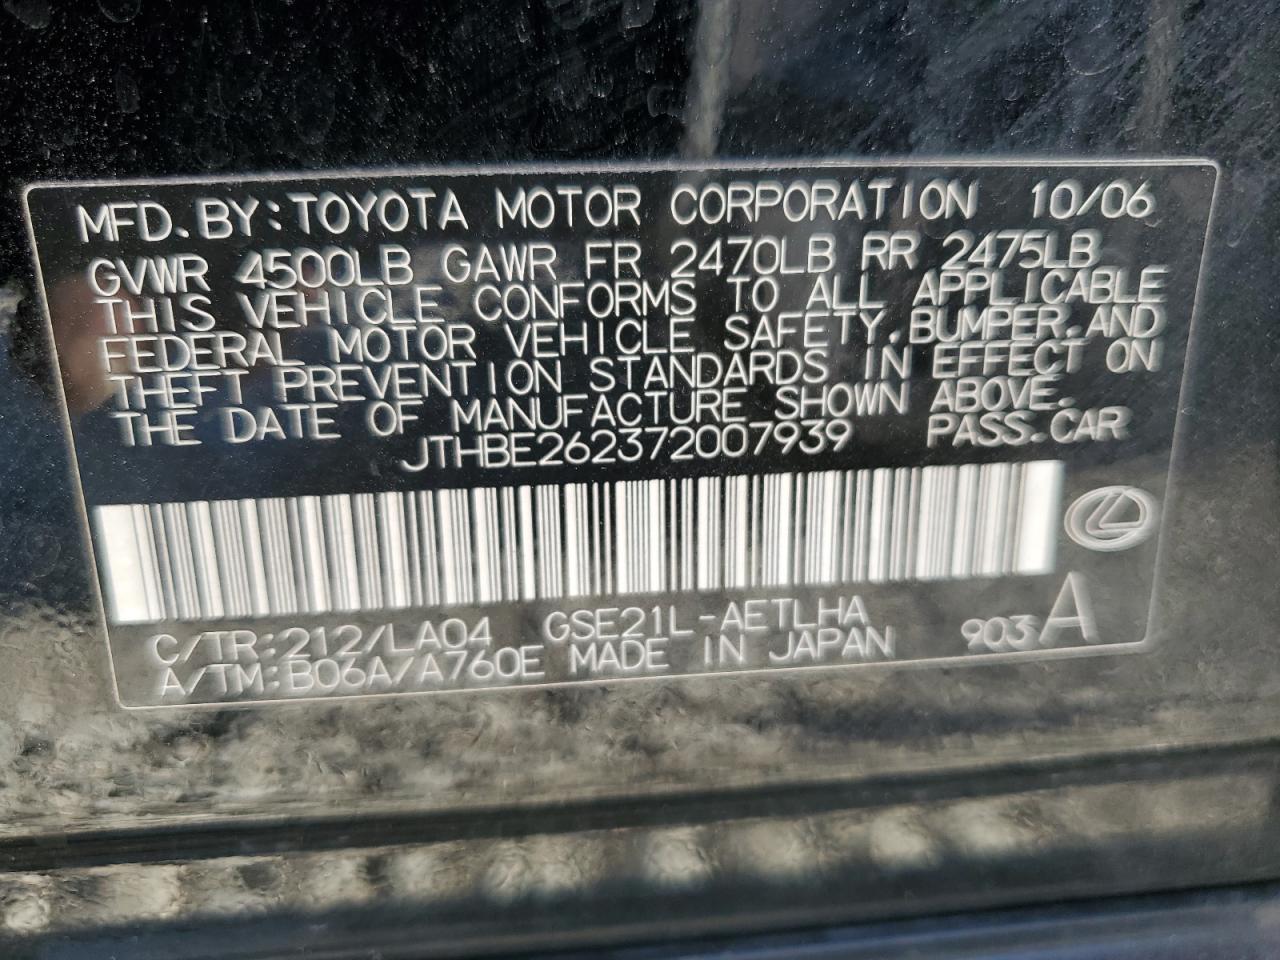 MFD. BY: TOYOTA MOTOR CORPORATION 10/06
GVWR 4500LB GAWR FR 2470LB RR 2475LB
THIS VEHICLE CONFORMS TO ALL APPLICABLE
FEDERAL MOTOR VEHICLE SAFETY, BUMPER, AND
THEFT PREVENTION STANDARDS IN EFFECT ON
THE DATE OF MANUFACTURE SHOWN ABOVE.
JTHBE262372007939 PASS. CAR
C/TR: 212/LA04 GSE21L-AETLHA
A/TM: B06A/A760E MADE IN JAPAN 903 A